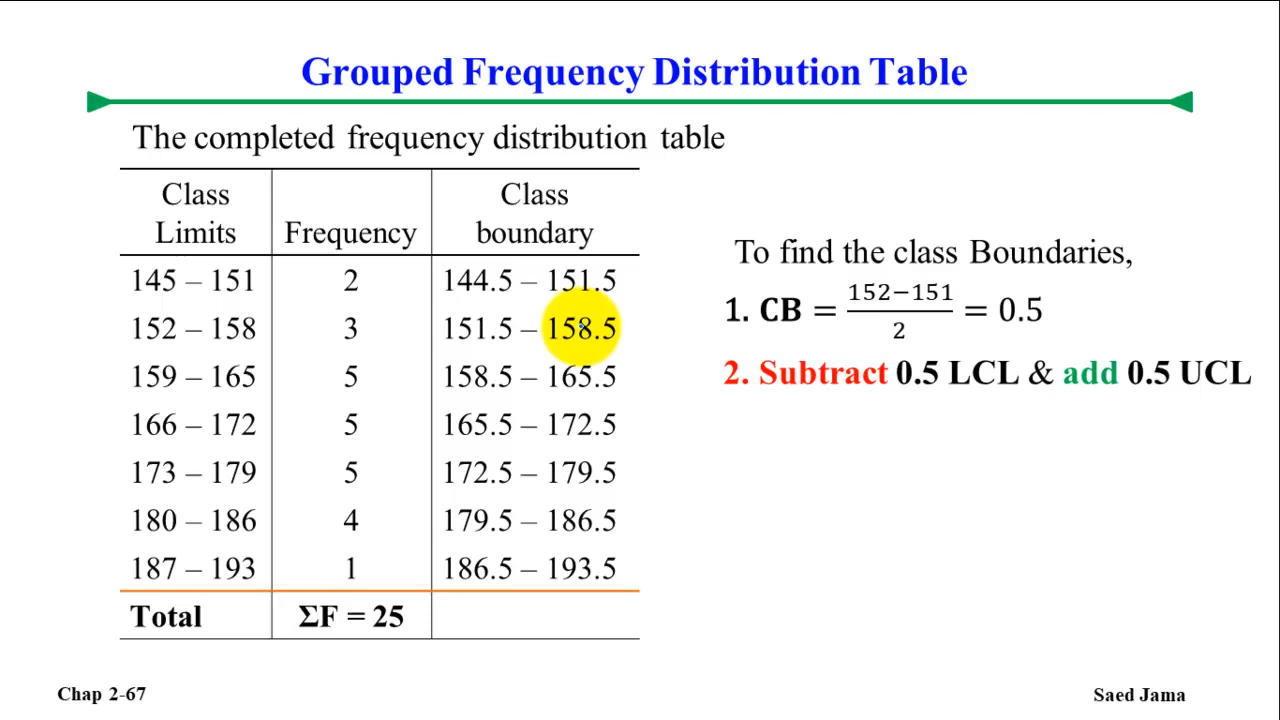 Grouped Frequency Distribution Table
The completed frequency distribution table
Class Limits Frequency Class boundary
145 – 151 2 144.5 – 151.5
152 – 158 3 151.5 – 158.5
159 – 165 5 158.5 – 165.5
166 – 172 5 165.5 – 172.5
173 – 179 5 172.5 – 179.5
180 – 186 4 179.5 – 186.5
187 – 193 1 186.5 – 193.5
Total ΣF = 25
To find the class Boundaries,
1. CB = (152−151)/2 = 0.5
2. Subtract 0.5 LCL & add 0.5 UCL
Chap 2-67
Saed Jama